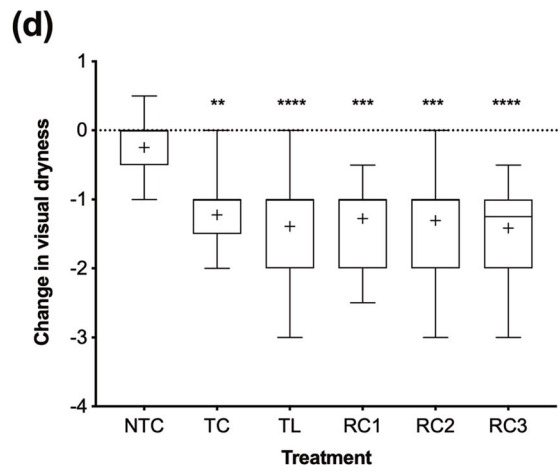 (d)
1
** **** *** *** ****
0
-1
-2
-3
-4
Change in visual dryness
NTC TC TL RC1 RC2 RC3
Treatment